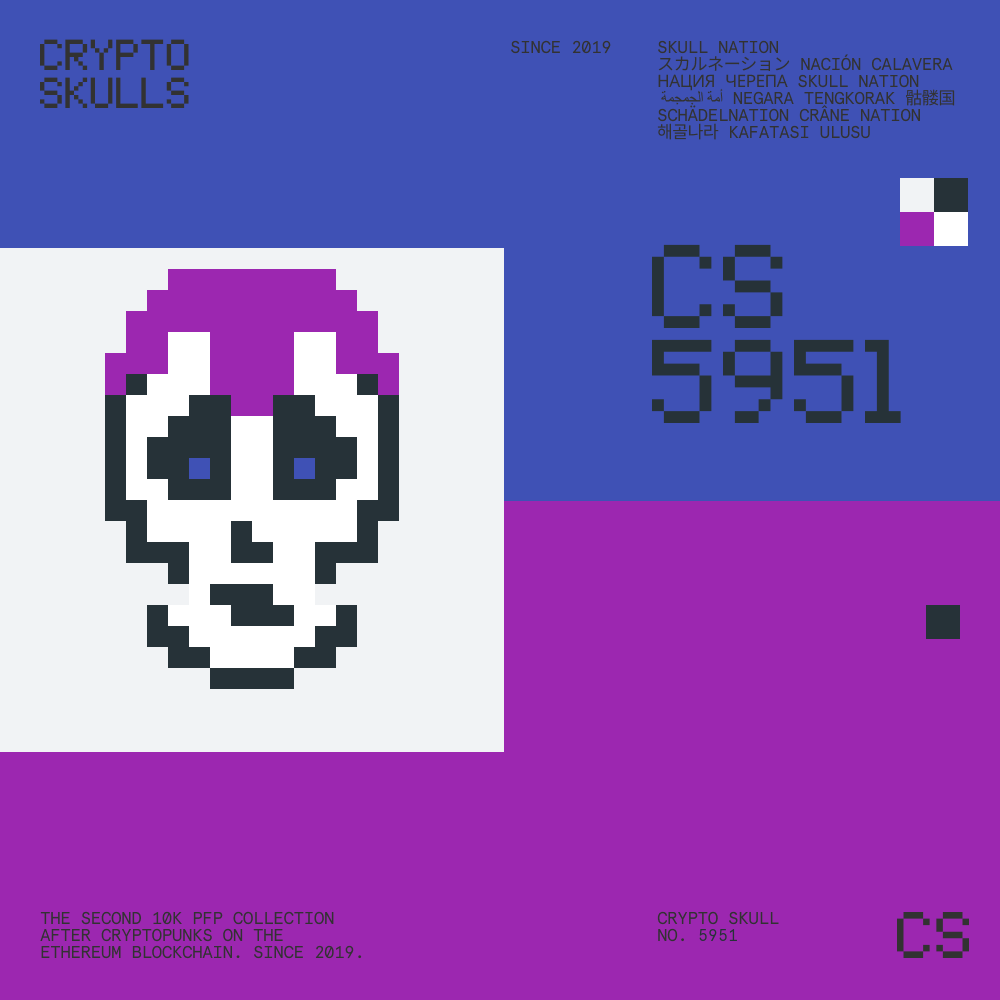 CRYPTO
SKULLS
SINCE 2019
SKULL NATION
スカルネーション NACIÓN CALAVERA
НАЦИЯ ЧЕРЕПА SKULL NATION
أمة الجمجمة NEGARA TENGKORAK 骷髅国
SCHÄDELNATION CRÂNE NATION
해골나라 KAFATASI ULUSU
CS
5951
THE SECOND 10K PFP COLLECTION
AFTER CRYPTOPUNKS ON THE
ETHEREUM BLOCKCHAIN. SINCE 2019.
CRYPTO SKULL
NO. 5951
CS